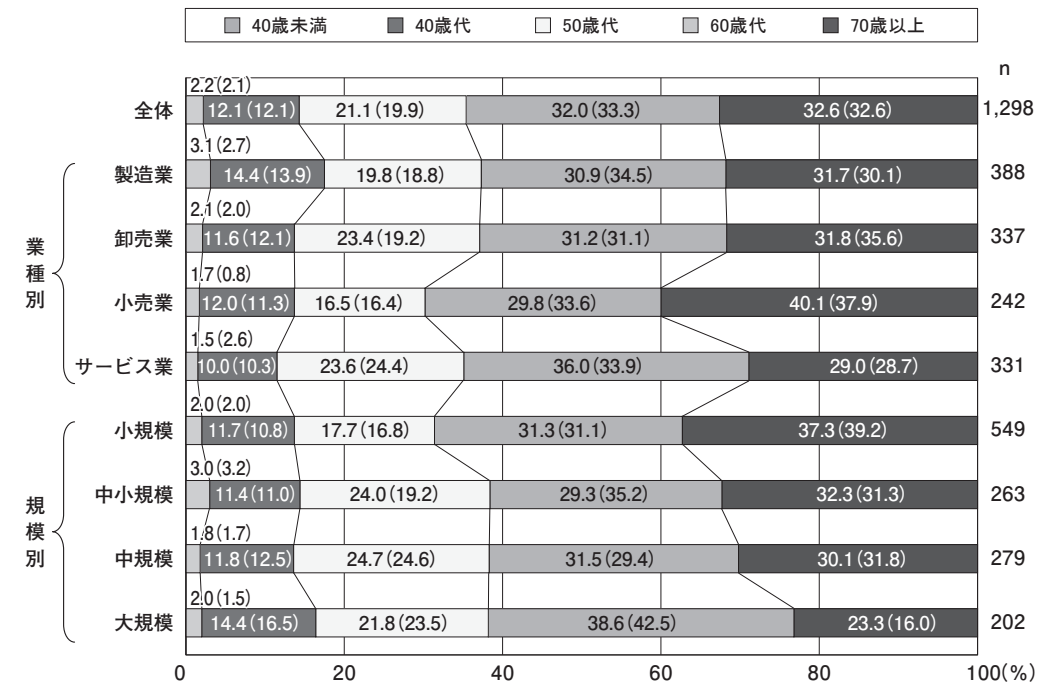 40歳未満 40歳代 50歳代 60歳代 70歳以上
n
2.2(2.1)
全体 12.1(12.1) 21.1(19.9) 32.0(33.3) 32.6(32.6) 1,298
業種別
3.1(2.7)
製造業 14.4(13.9) 19.8(18.8) 30.9(34.5) 31.7(30.1) 388
2.1(2.0)
卸売業 11.6(12.1) 23.4(19.2) 31.2(31.1) 31.8(35.6) 337
1.7(0.8)
小売業 12.0(11.3) 16.5(16.4) 29.8(33.6) 40.1(37.9) 242
1.5(2.6)
サービス業 10.0(10.3) 23.6(24.4) 36.0(33.9) 29.0(28.7) 331
規模別
2.0(2.0)
小規模 11.7(10.8) 17.7(16.8) 31.3(31.1) 37.3(39.2) 549
3.0(3.2)
中小規模 11.4(11.0) 24.0(19.2) 29.3(35.2) 32.3(31.3) 263
1.8(1.7)
中規模 11.8(12.5) 24.7(24.6) 31.5(29.4) 30.1(31.8) 279
2.0(1.5)
大規模 14.4(16.5) 21.8(23.5) 38.6(42.5) 23.3(16.0) 202
0 20 40 60 80 100(%)